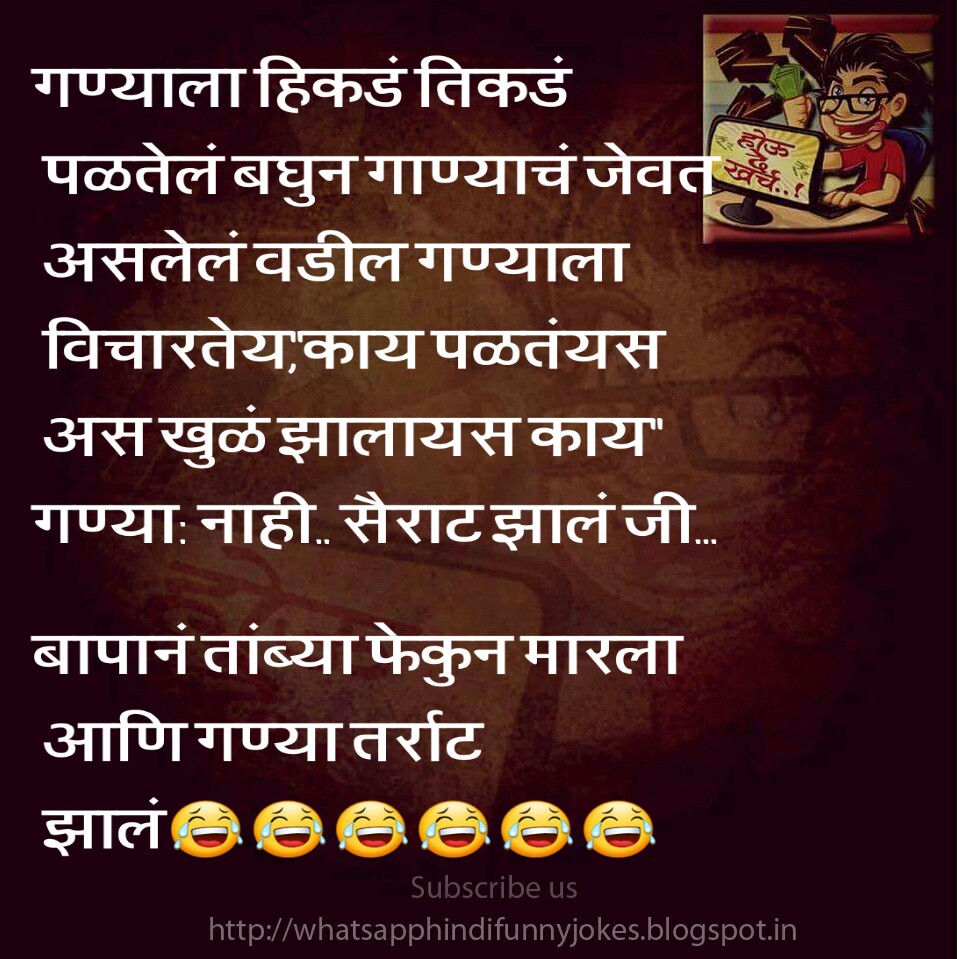 गण्याला हिकडं तिकडं
पळतेलं बघुन गाण्याचं जेवत
असलेलं वडील गण्याला
विचारतेय,"काय पळतंयस
अस खुळं झालायस काय"
गण्या: नाही.. सैराट झालं जी...
बापानं तांब्या फेकुन मारला
आणि गण्या तर्राट
झालं😂😂😂😂😂😂
होऊ
दे
खर्च..!
Subscribe us
http://whatsapphindifunnyjokes.blogspot.in